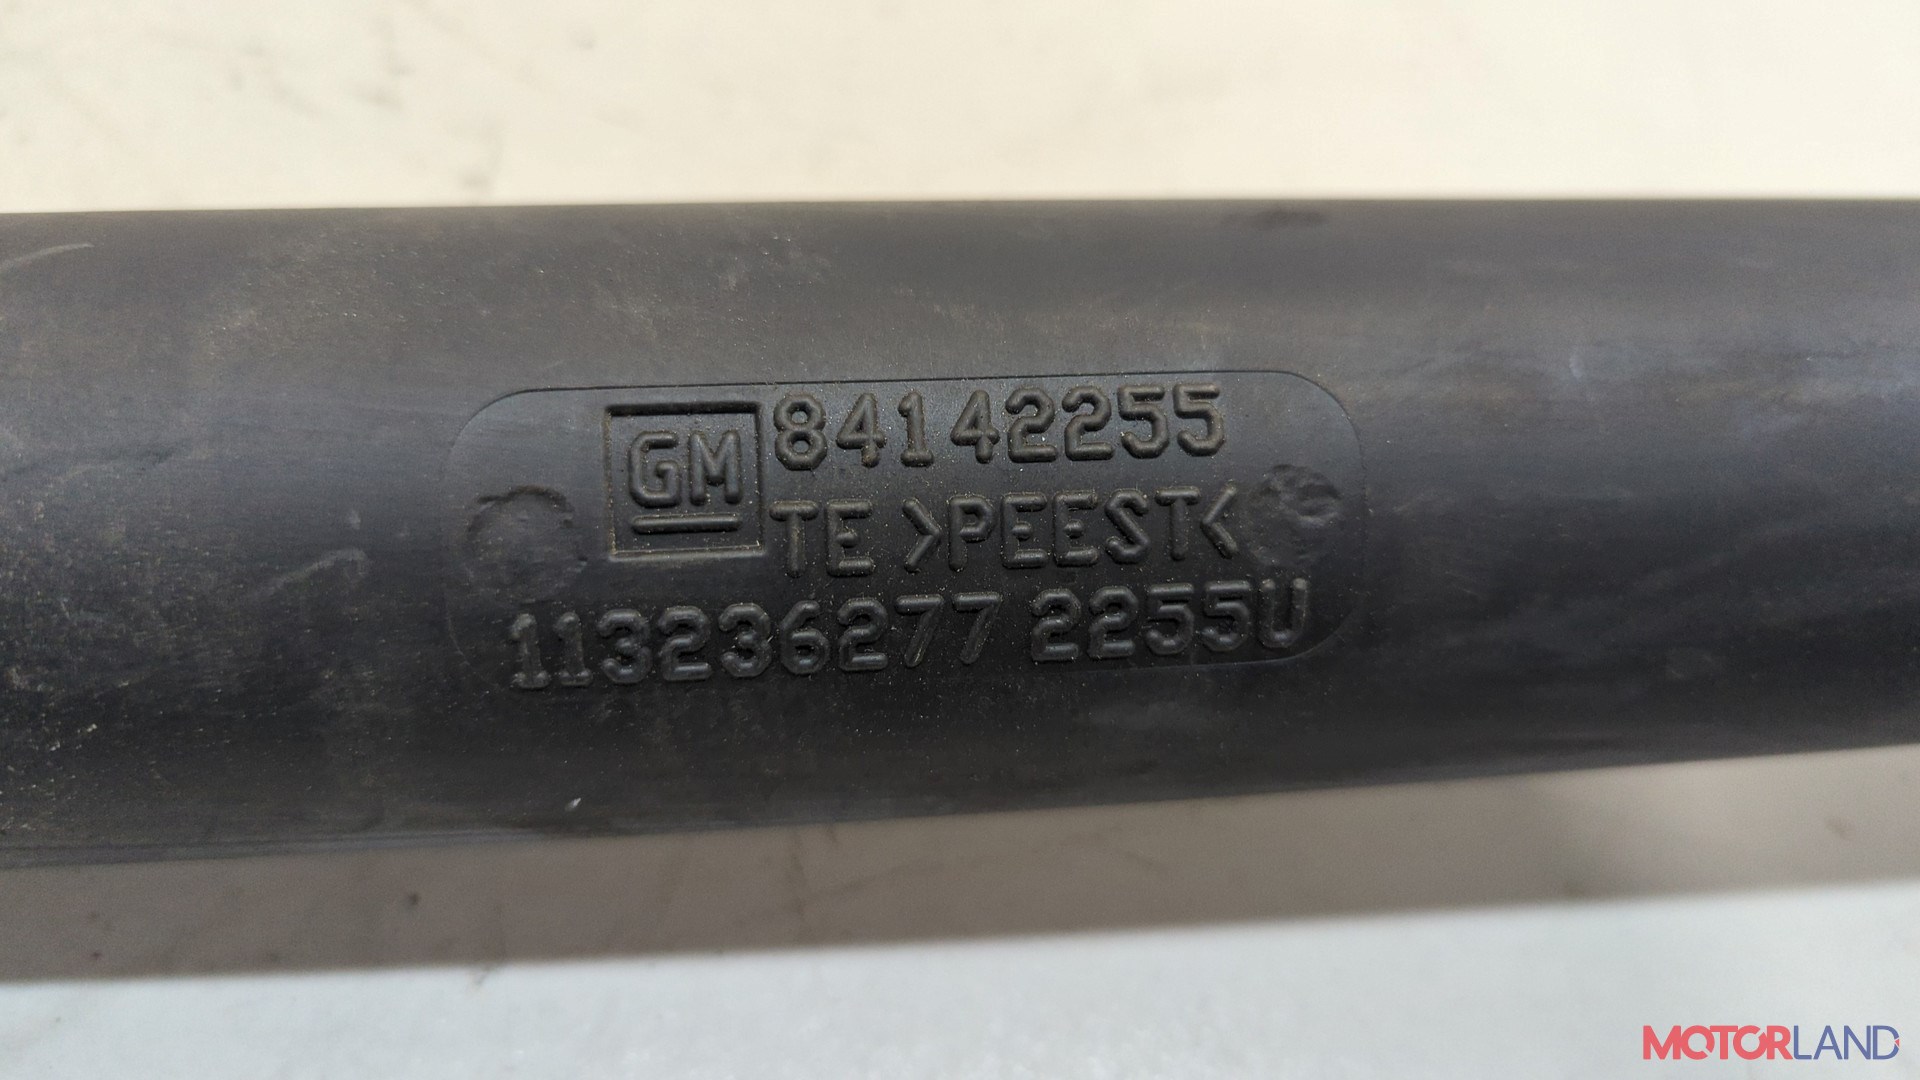 GM 84142255
TE >PEEST<
113236277 2255U
MOTORLAND